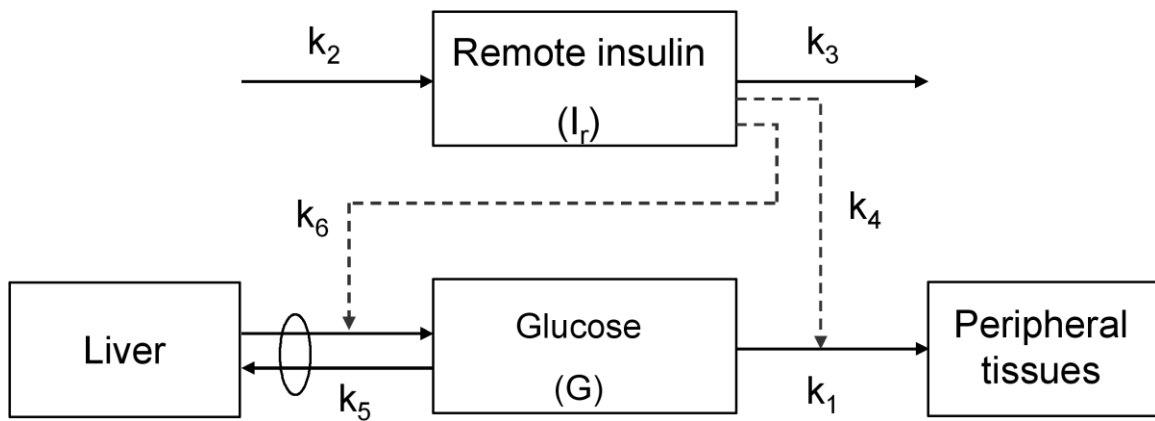 k₂
Remote insulin
(Iᵣ)
k₃
k₆
k₄
Liver
k₅
Glucose
(G)
k₁
Peripheral
tissues